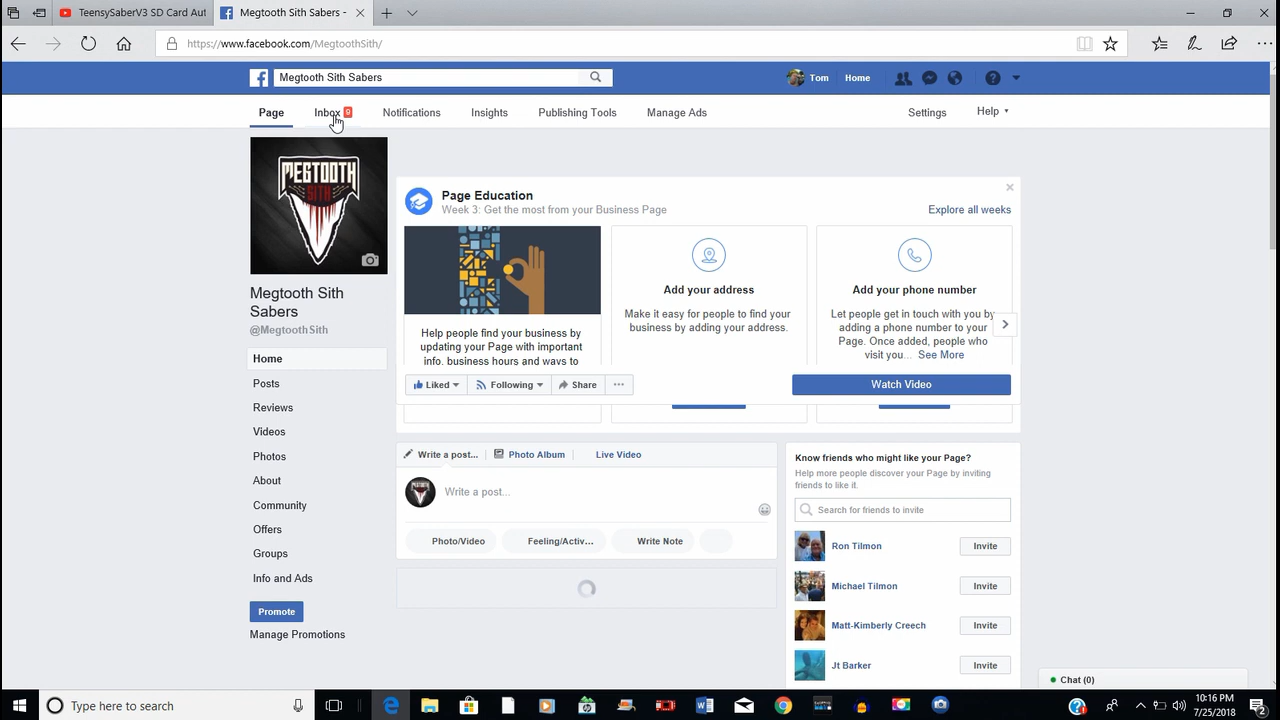 TeensySaberV3 SD Card Aut
Megtooth Sith Sabers -
https://www.facebook.com/MegtoothSith/
Megtooth Sith Sabers
Tom
Home
Page
Inbox 9
Notifications
Insights
Publishing Tools
Manage Ads
Settings
Help
MEGTOOTH
SITH
Megtooth Sith
Sabers
@MegtoothSith
Home
Posts
Reviews
Videos
Photos
About
Community
Offers
Groups
Info and Ads
Promote
Manage Promotions
Page Education
Week 3: Get the most from your Business Page
Explore all weeks
Help people find your business by
updating your Page with important
info, business hours and ways to
Add your address
Make it easy for people to find your
business by adding your address.
Add your phone number
Let people get in touch with you by
adding a phone number to your
Page. Once added, people who
visit you... See More
Liked
Following
Share
Watch Video
Write a post...
Photo Album
Live Video
Write a post...
Photo/Video
Feeling/Activ...
Write Note
Know friends who might like your Page?
Help more people discover your Page by inviting
friends to like it.
Search for friends to invite
Ron Tilmon
Invite
Michael Tilmon
Invite
Matt-Kimberly Creech
Invite
Jt Barker
Invite
Chat (0)
Type here to search
10:16 PM
7/25/2018
2